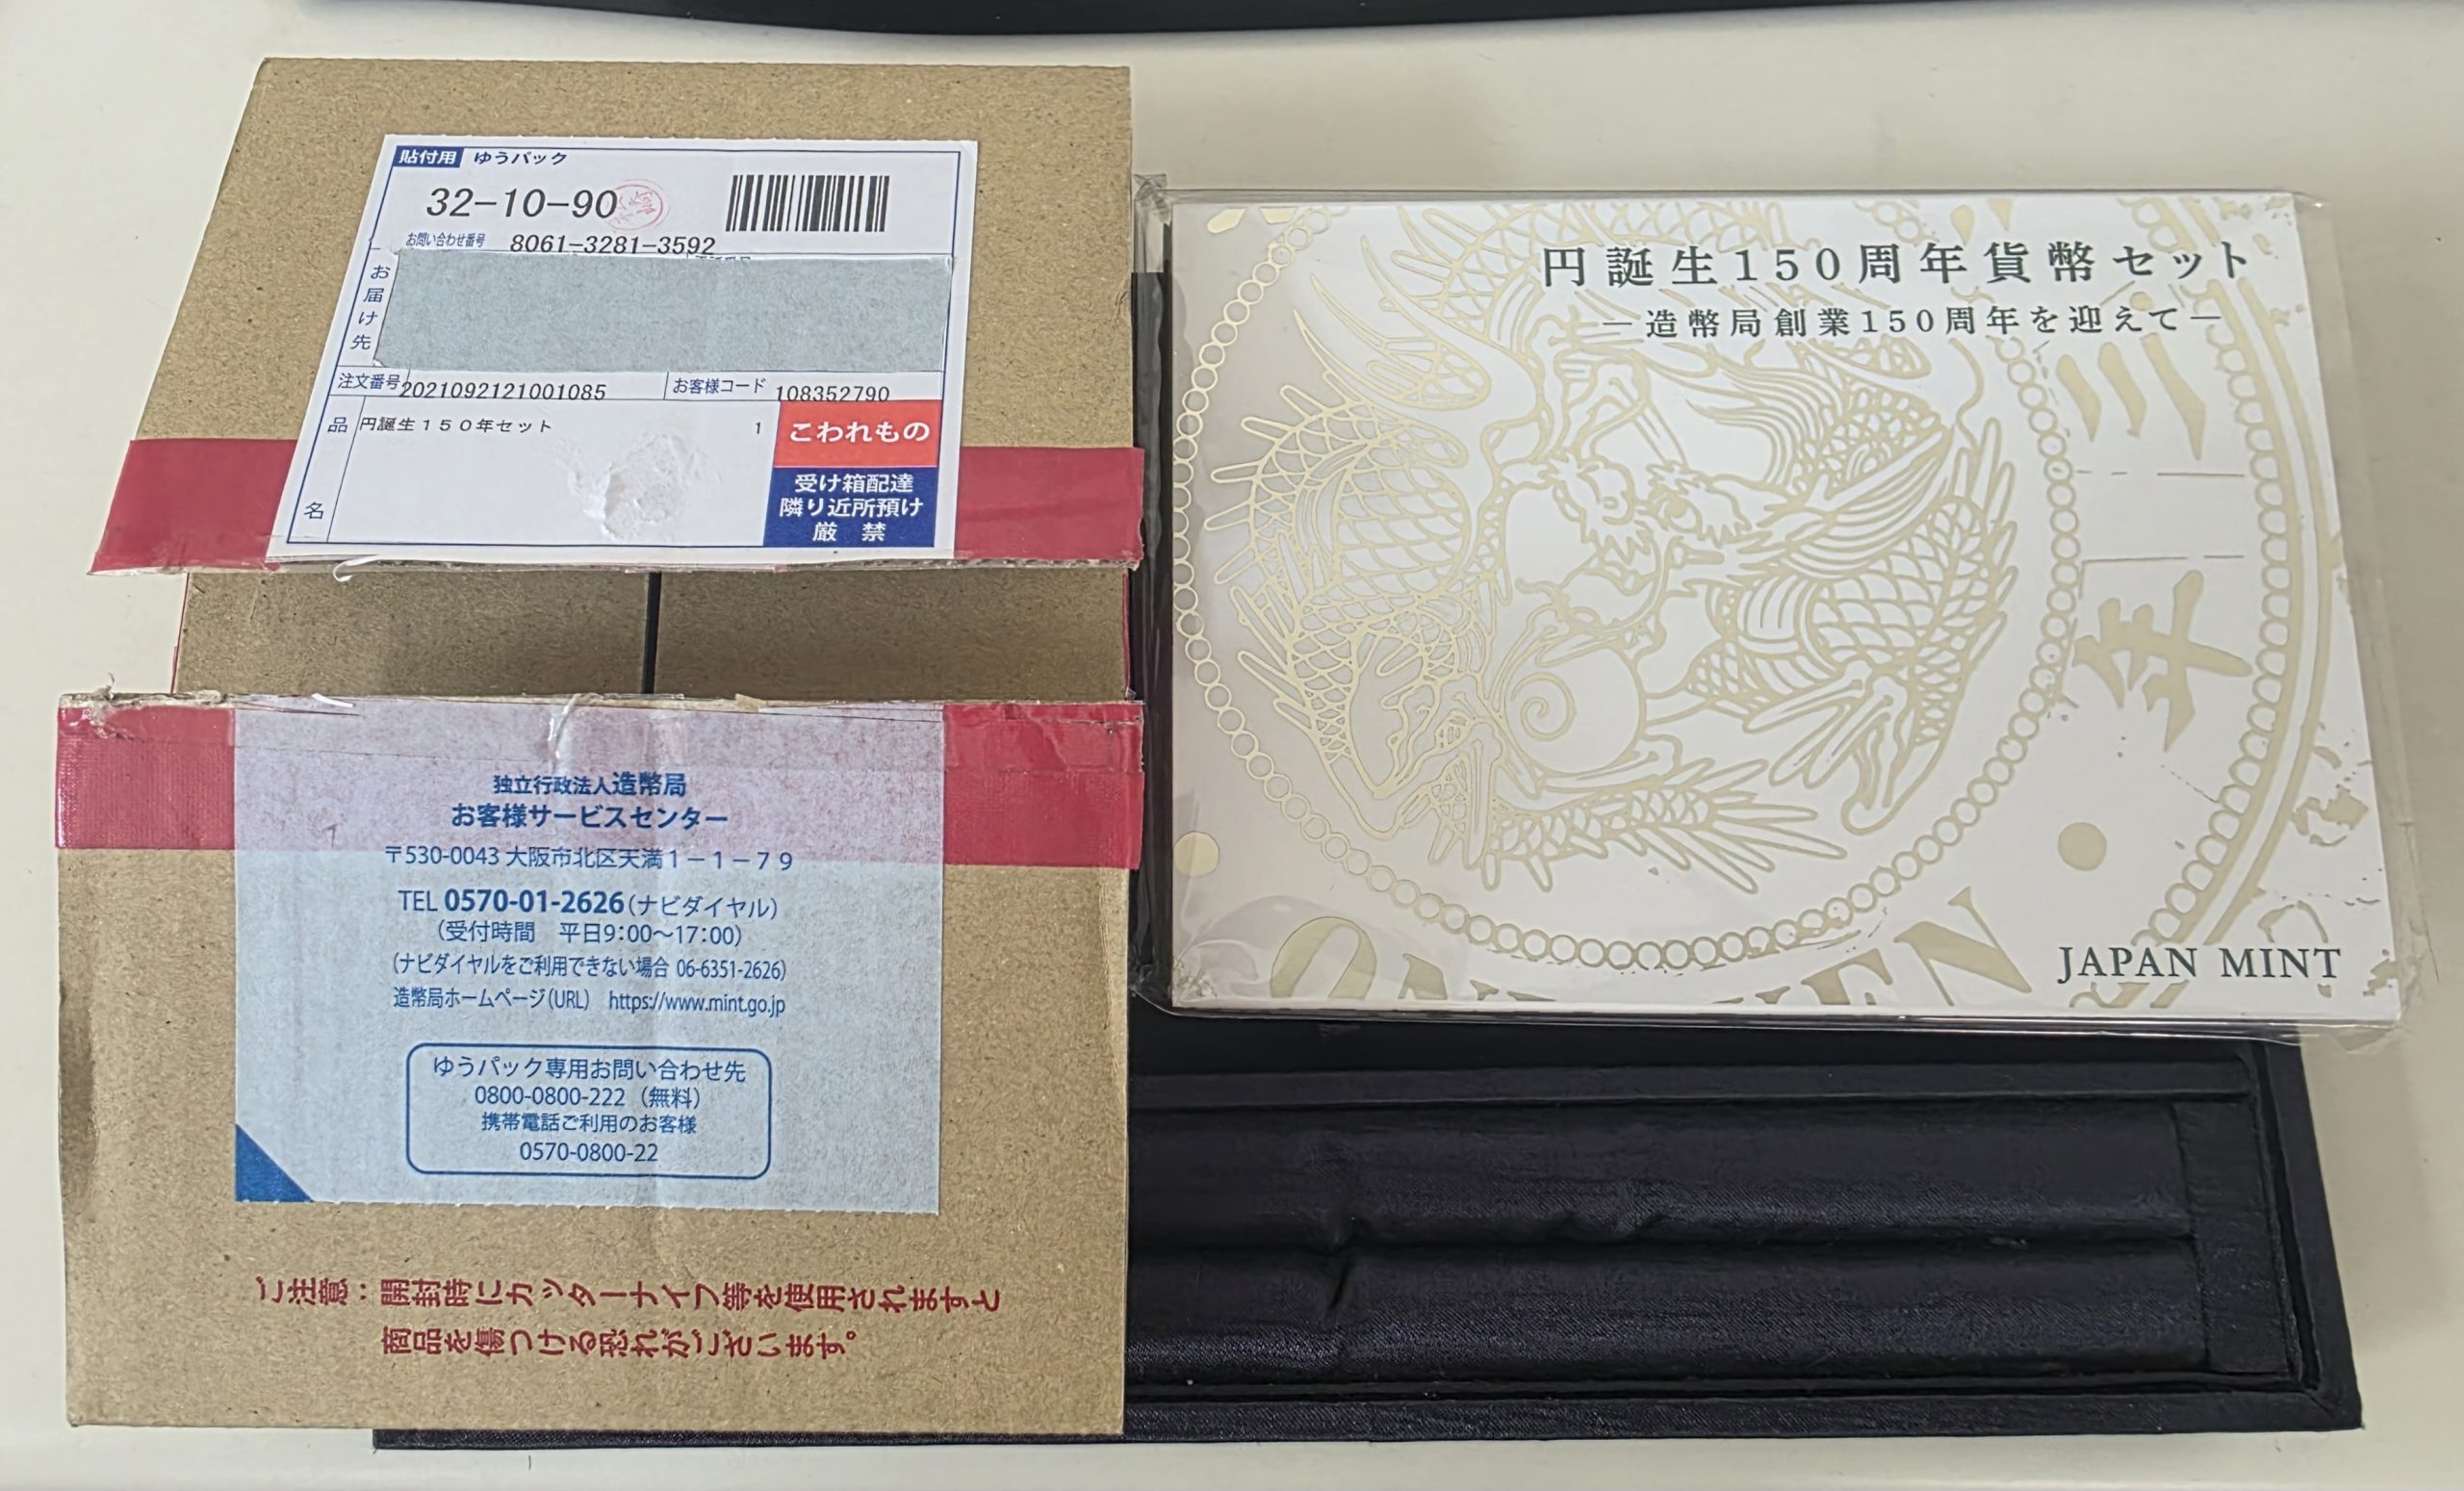 貼付用 ゆうパック
32-10-90
お問い合わせ番号 8061-3281-3592
お届け先
注文番号 2021092121001085 お客様コード 108352790
品名 円誕生150年セット 1
こわれもの
受け箱配達
隣り近所預け
厳 禁
独立行政法人造幣局
お客様サービスセンター
〒530-0043 大阪市北区天満1-1-79
TEL 0570-01-2626(ナビダイヤル)
(受付時間 平日9:00〜17:00)
(ナビダイヤルをご利用できない場合 06-6351-2626)
造幣局ホームページ(URL) https://www.mint.go.jp
ゆうパック専用お問い合わせ先
0800-0800-222 (無料)
携帯電話ご利用のお客様
0570-0800-22
ご注意:開封時にカッターナイフ等を使用されますと
商品を傷つける恐れがございます。
円誕生150周年貨幣セット
―造幣局創業150周年を迎えて―
三年
JAPAN MINT